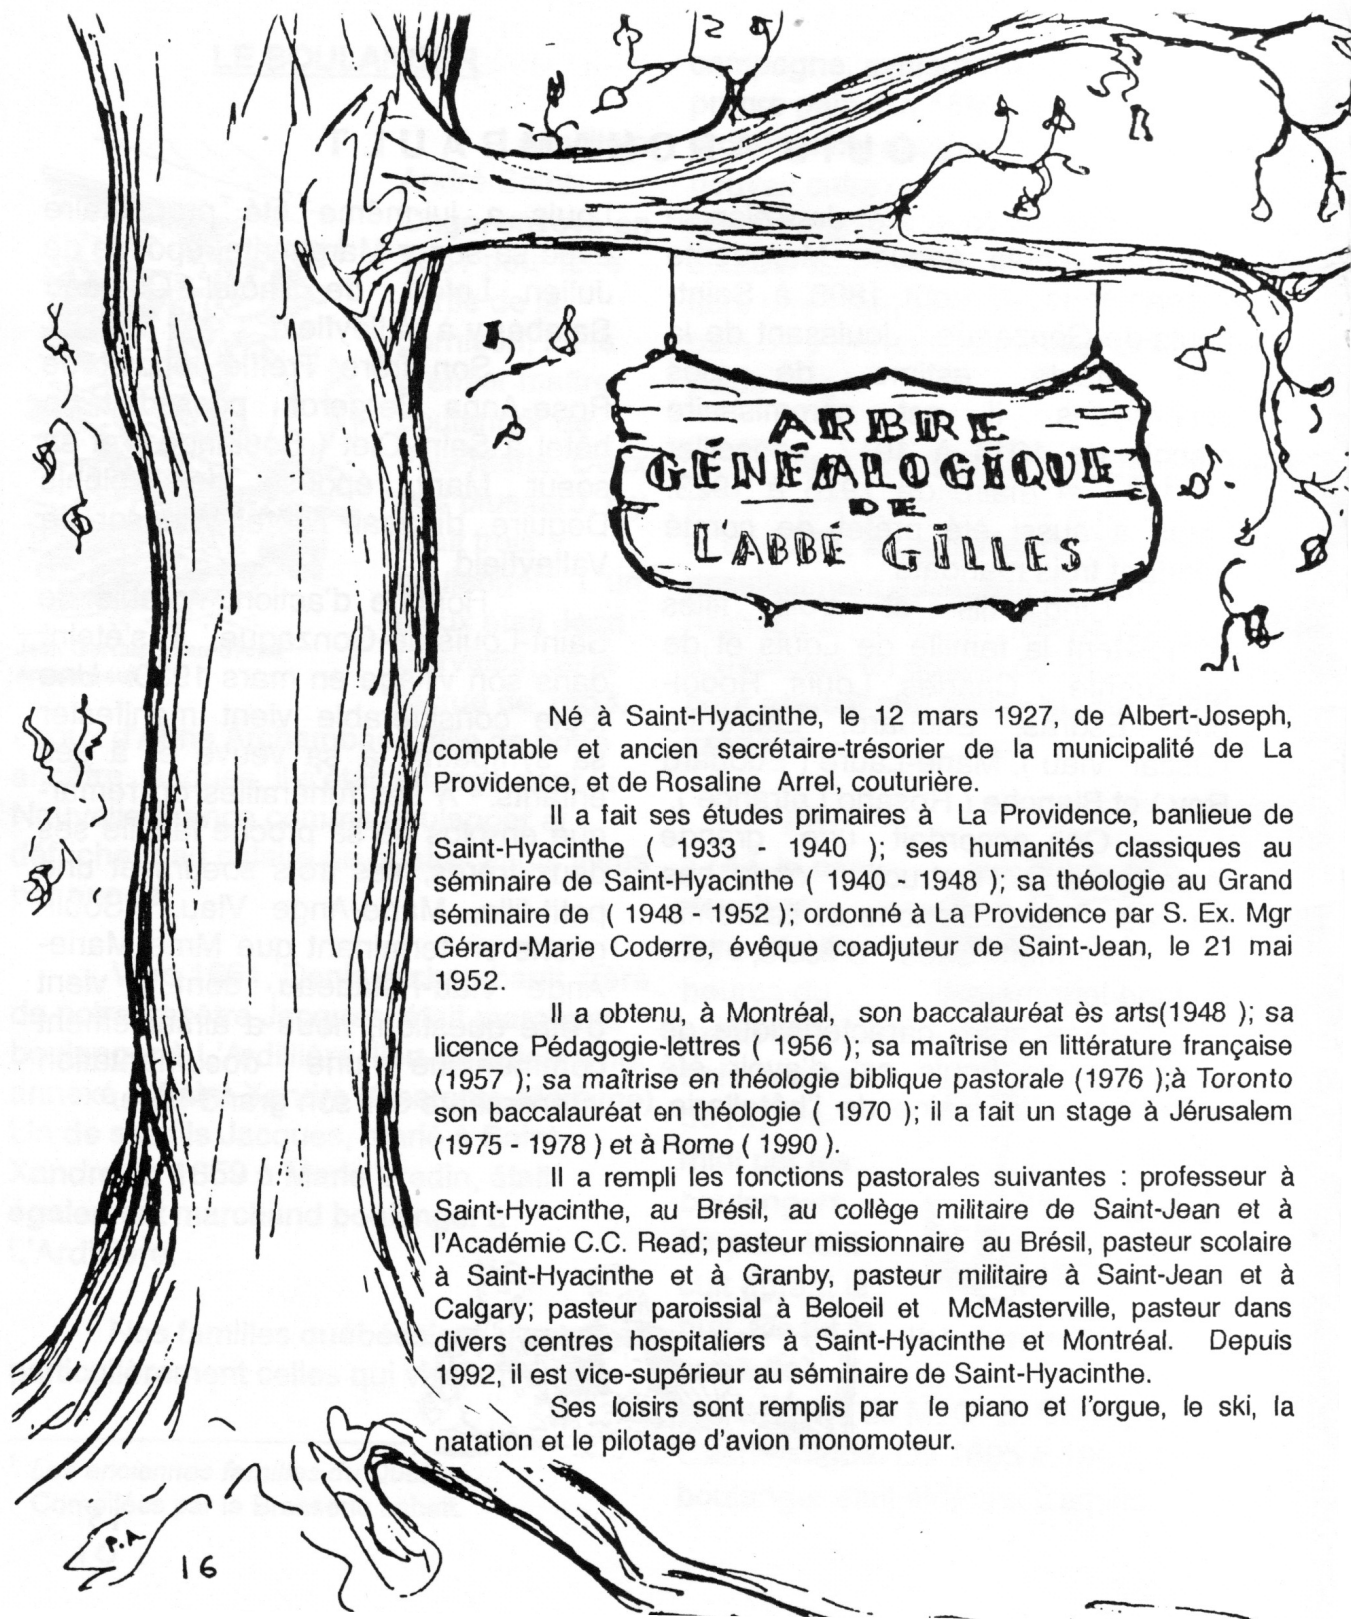 ARBRE
GÉNÉALOGIQUE
DE
L'ABBÉ GILLES
Né à Saint-Hyacinthe, le 12 mars 1927, de Albert-Joseph,
comptable et ancien secrétaire-trésorier de la municipalité de La
Providence, et de Rosalind Arrel, couturière.
Il a fait ses études primaires à La Providence, banlieue de
Saint-Hyacinthe ( 1933 - 1940 ); ses humanités classiques au
séminaire de Saint-Hyacinthe ( 1940 - 1948 ); sa théologie au Grand
séminaire de ( 1948 - 1952 ); ordonné à La Providence par S. Ex. Mgr
Gérard-Marie Coderre, évêque coadjuteur de Saint-Jean, le 21 mai
1952.
Il a obtenu, à Montréal, son baccalauréat ès arts(1948 ); sa
licence Pédagogie-lettres ( 1956 ); sa maîtrise en littérature française
(1957 ); sa maîtrise en théologie biblique pastorale (1976 );à Toronto
son baccalauréat en théologie ( 1970 ); il a fait un stage à Jérusalem
(1975 - 1978 ) et à Rome ( 1990 ).
Il a rempli les fonctions pastorales suivantes : professeur à
Saint-Hyacinthe, au Brésil, au collège militaire de Saint-Jean et à
l'Académie C.C. Read; pasteur missionnaire au Brésil, pasteur scolaire
à Saint-Hyacinthe et à Granby, pasteur militaire à Saint-Jean et à
Calgary; pasteur paroissial à Beloeil et McMasterville, pasteur dans
divers centres hospitaliers à Saint-Hyacinthe et Montréal. Depuis
1992, il est vice-supérieur au séminaire de Saint-Hyacinthe.
Ses loisirs sont remplis par le piano et l'orgue, le ski, la
natation et le pilotage d'avion monomoteur.
P.A
16